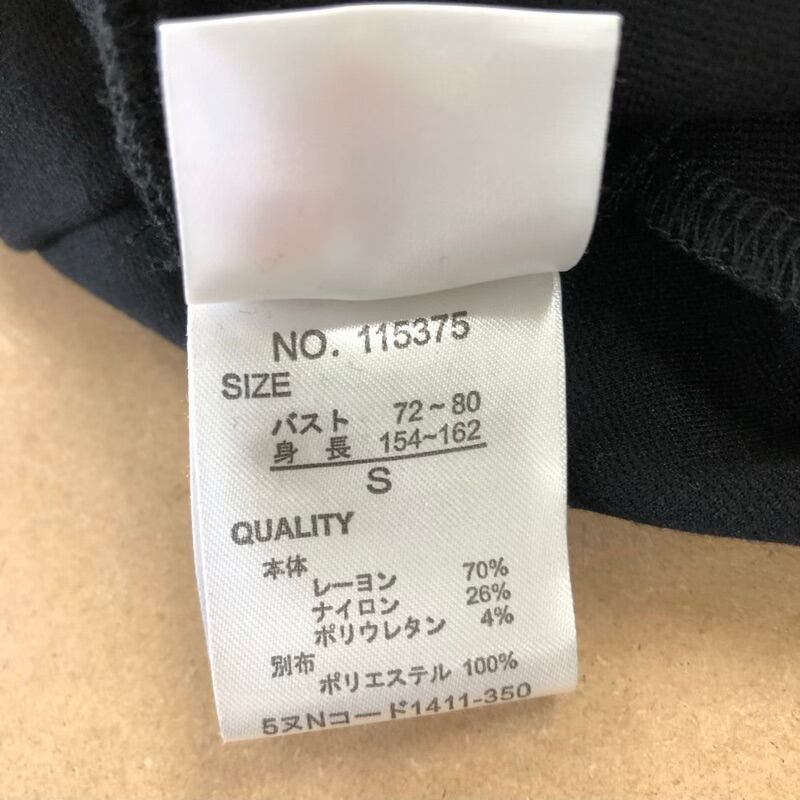 NO. 115375
SIZE
バスト 72~80
身長 154~162
S
QUALITY
本体
レーヨン 70%
ナイロン 26%
ポリウレタン 4%
別布
ポリエステル 100%
5ヌNコード1411-350